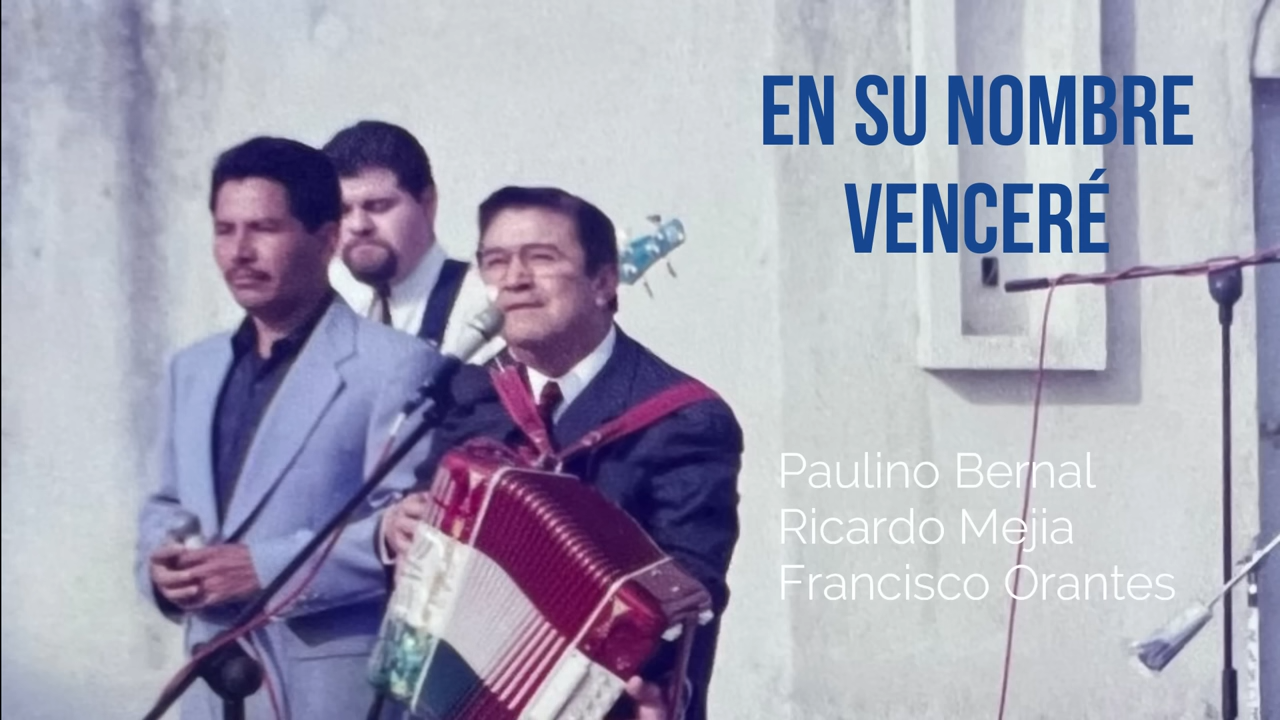 EN SU NOMBRE
VENCERÉ
Paulino Bernal
Ricardo Mejia
Francisco Orantes